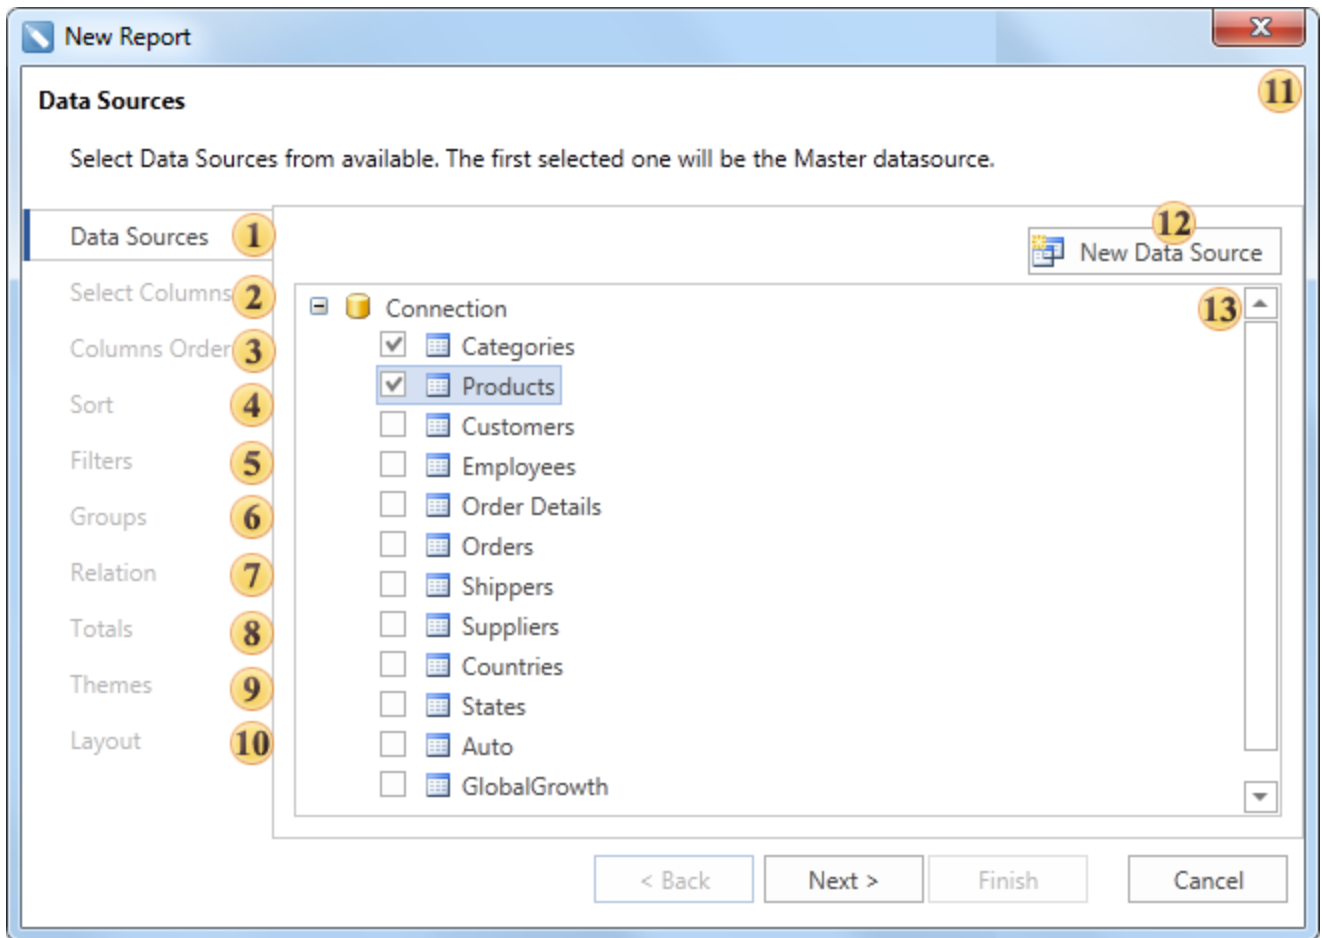 New Report
X
Data Sources
11
Select Data Sources from available. The first selected one will be the Master datasource.
12
Data Sources 1
New Data Source
Select Columns 2
Connection
13
Columns Order 3
Categories
Products
Sort 4
Customers
Filters 5
Employees
Order Details
Groups 6
Orders
Relation 7
Shippers
Totals 8
Suppliers
Countries
Themes 9
States
Layout 10
Auto
GlobalGrowth
< Back Next > Finish Cancel